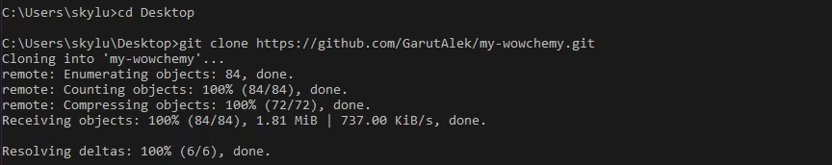 C:\Users\skylu>cd Desktop
C:\Users\skylu\Desktop>git clone https://github.com/GarutAlek/my-wowchemy.git
Cloning into 'my-wowchemy'...
remote: Enumerating objects: 84, done.
remote: Counting objects: 100% (84/84), done.
remote: Compressing objects: 100% (72/72), done.
Receiving objects: 100% (84/84), 1.81 MiB | 737.00 KiB/s, done.
Resolving deltas: 100% (6/6), done.